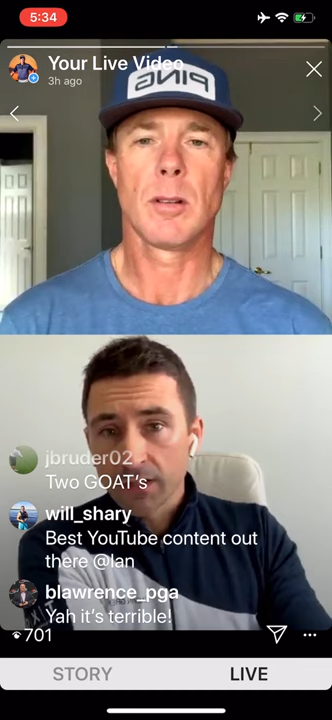 5:34
Your Live Video
3h ago
PING
jbruder02
Two GOAT's
will_shary
Best YouTube content out
there @Ian
blawrence_pga
Yah it's terrible!
701
STORY
LIVE